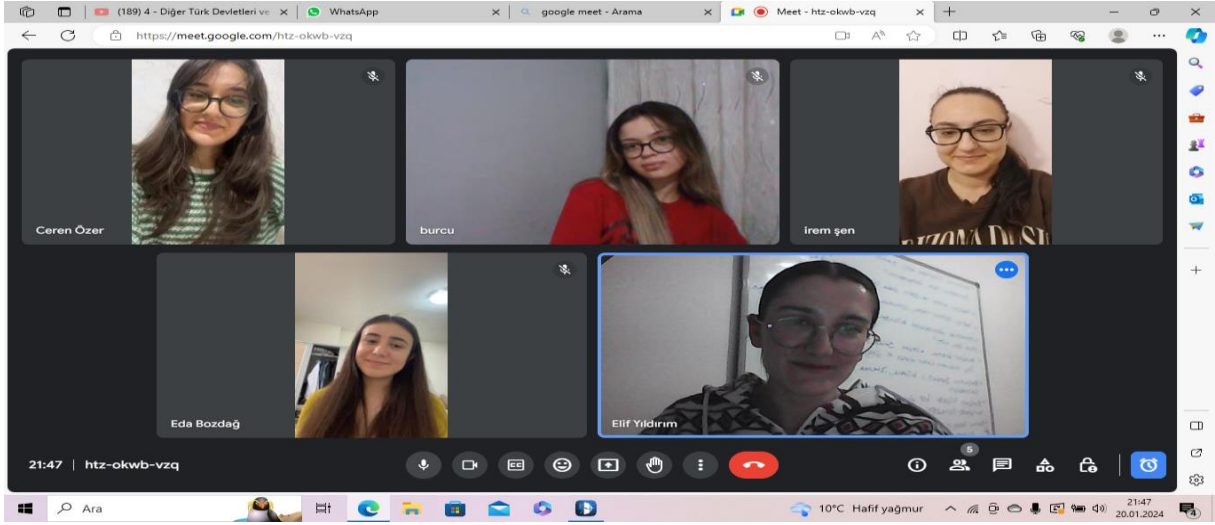 (189) 4 - Diğer Türk Devletleri ve
WhatsApp
google meet - Arama
Meet - htz-okwb-vzq
https://meet.google.com/htz-okwb-vzq
Ceren Özer
burcu
irem şen
Eda Bozdağ
Elif Yıldırım
21:47 | htz-okwb-vzq
CC
5
Ara
10°C Hafif yağmur
21:47
20.01.2024
4